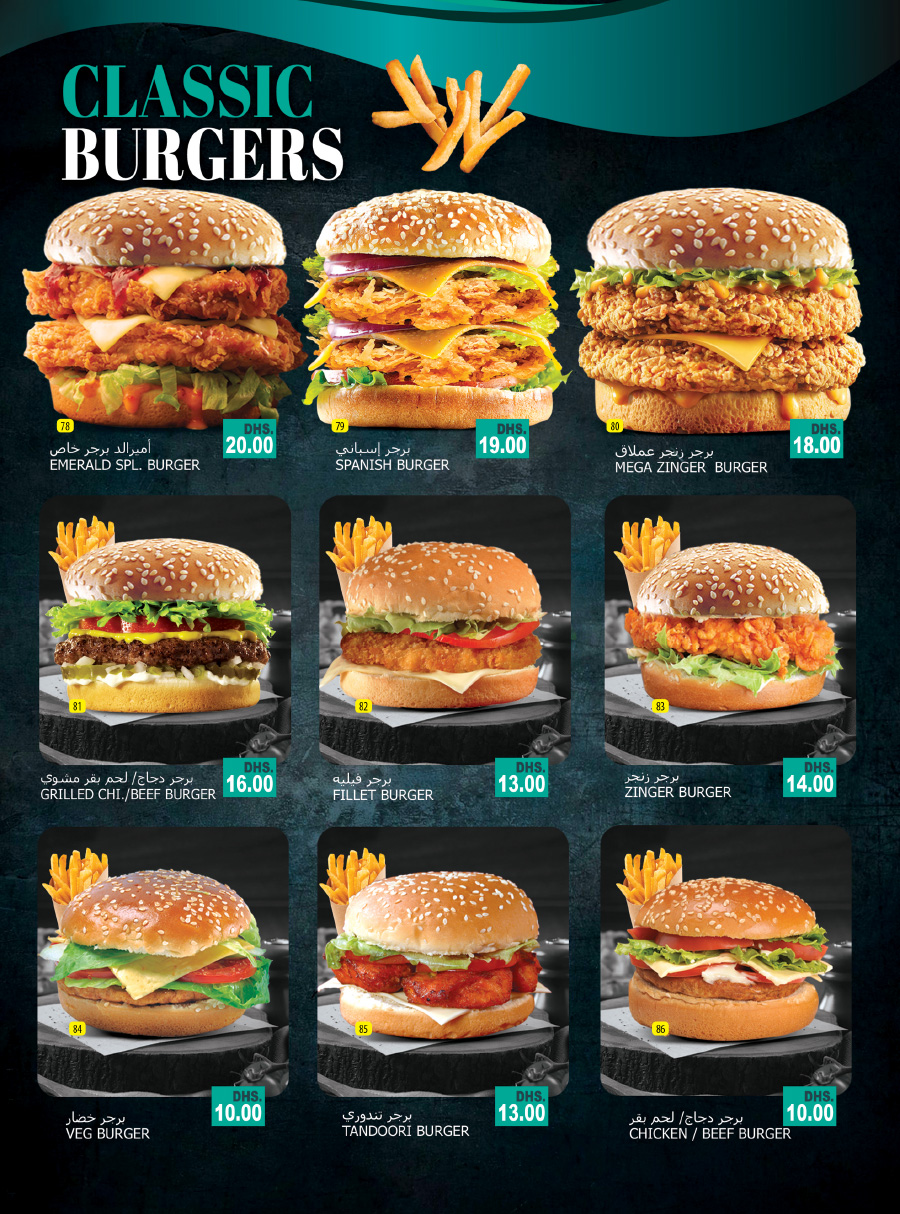 CLASSIC
BURGERS
78
أميرالد برجر خاص
EMERALD SPL. BURGER
DHS.
20.00
79
برجر إسباني
SPANISH BURGER
DHS.
19.00
80
برجر زنجر عملاق
MEGA ZINGER BURGER
DHS.
18.00
81
برجر دجاج/ لحم بقر مشوي
GRILLED CHI./BEEF BURGER
DHS.
16.00
82
برجر فيليه
FILLET BURGER
DHS.
13.00
83
برجر زنجر
ZINGER BURGER
DHS.
14.00
84
برجر خضار
VEG BURGER
DHS.
10.00
85
برجر تندوري
TANDOORI BURGER
DHS.
13.00
86
برجر دجاج/ لحم بقر
CHICKEN / BEEF BURGER
DHS.
10.00